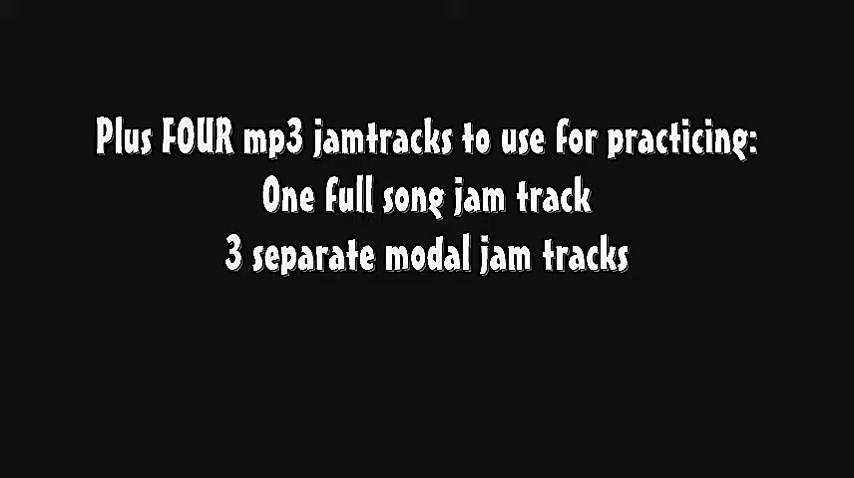 Plus FOUR mp3 jamtracks to use for practicing:
One full song jam track
3 separate modal jam tracks